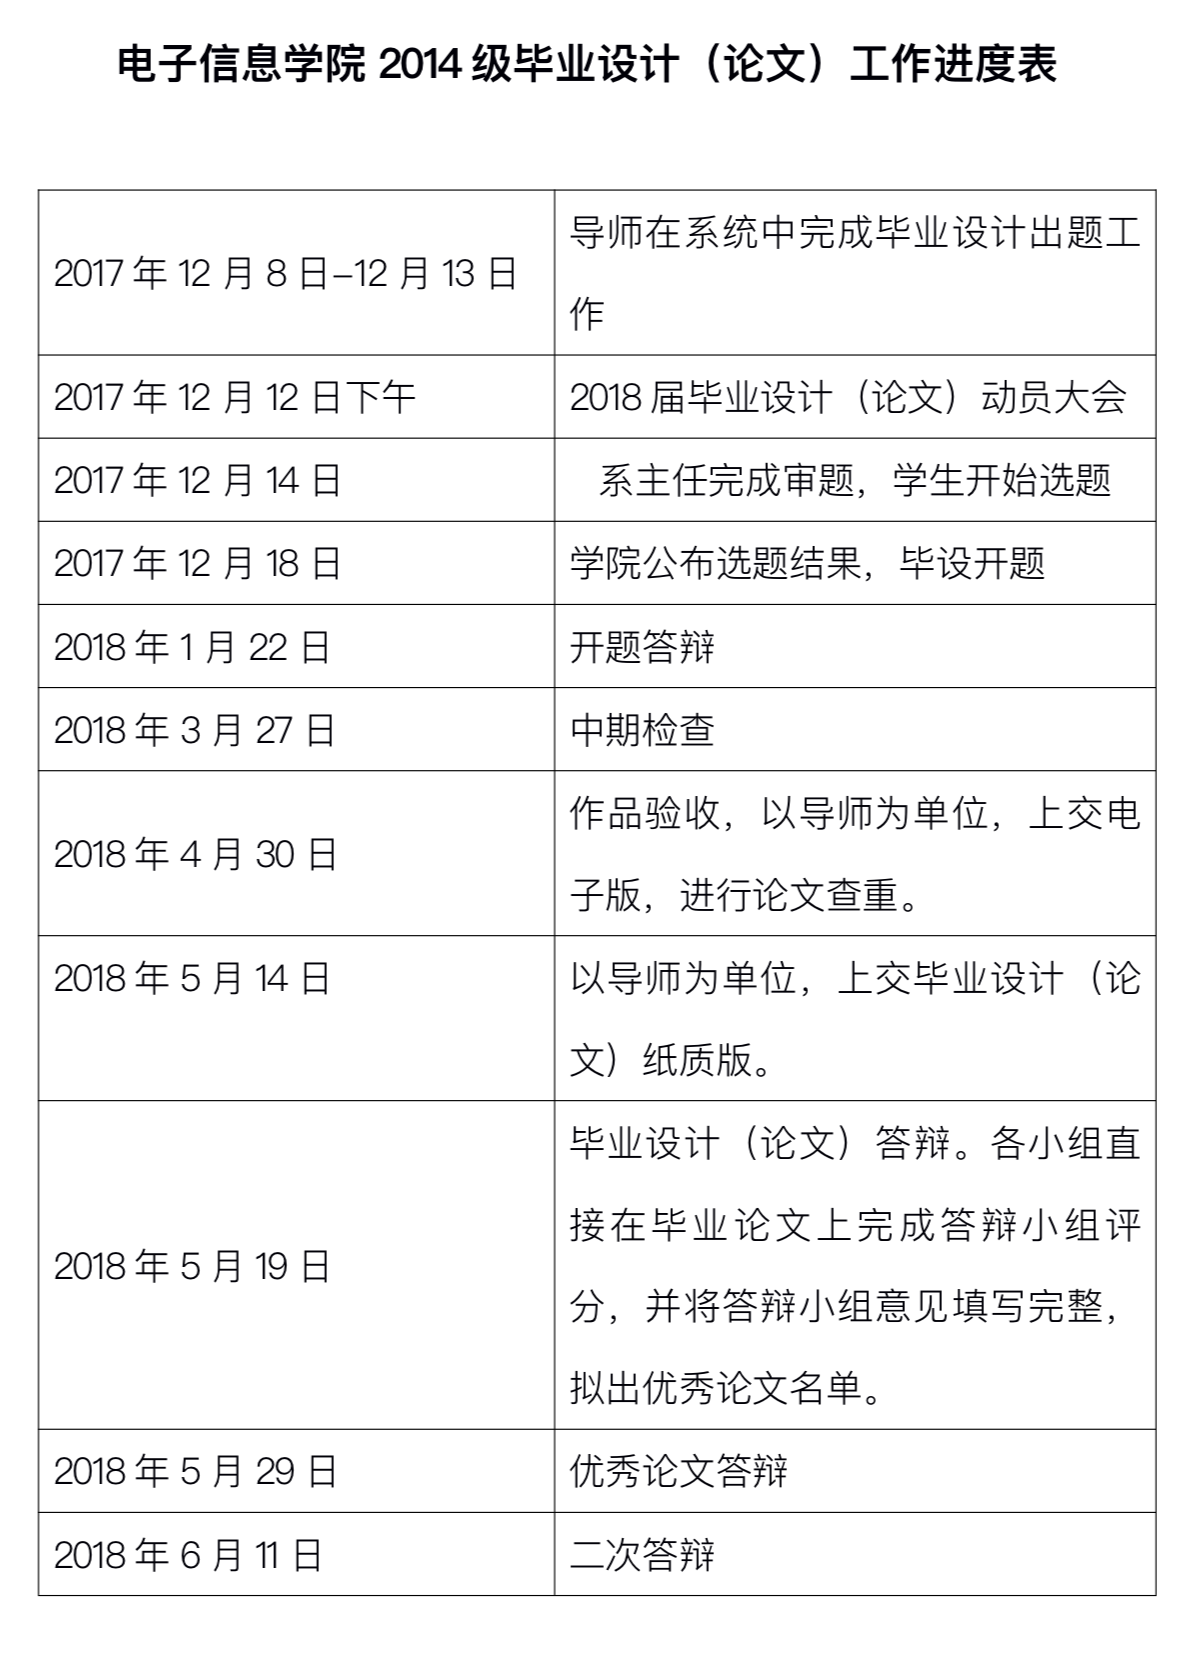 电子信息学院 2014 级毕业设计（论文）工作进度表
2017 年 12 月 8 日–12 月 13 日
导师在系统中完成毕业设计出题工
作
2017 年 12 月 12 日下午
2018 届毕业设计（论文）动员大会
2017 年 12 月 14 日
系主任完成审题，学生开始选题
2017 年 12 月 18 日
学院公布选题结果，毕设开题
2018 年 1 月 22 日
开题答辩
2018 年 3 月 27 日
中期检查
2018 年 4 月 30 日
作品验收，以导师为单位，上交电
子版，进行论文查重。
2018 年 5 月 14 日
以导师为单位，上交毕业设计（论
文）纸质版。
2018 年 5 月 19 日
毕业设计（论文）答辩。各小组直
接在毕业论文上完成答辩小组评
分，并将答辩小组意见填写完整，
拟出优秀论文名单。
2018 年 5 月 29 日
优秀论文答辩
2018 年 6 月 11 日
二次答辩